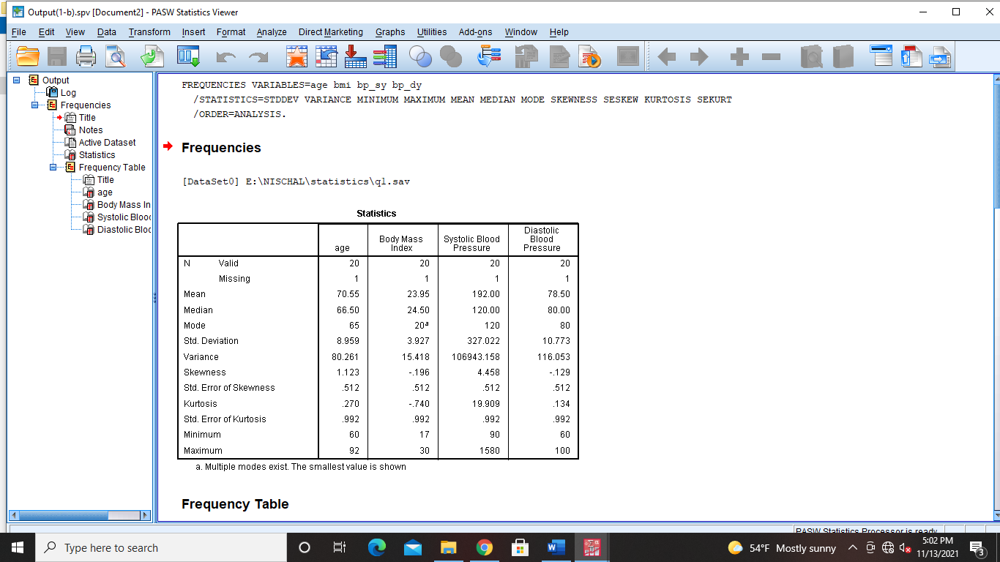 Output(1-b).spv [Document2] - PASW Statistics Viewer
File Edit View Data Transform Insert Format Analyze Direct Marketing Graphs Utilities Add-ons Window Help
Output
Log
Frequencies
Title
Notes
Active Dataset
Statistics
Frequency Table
Title
age
Body Mass In
Systolic Blood
Diastolic Bloc
FREQUENCIES VARIABLES=age bmi bp_sy bp_dy
/STATISTICS=STDDEV VARIANCE MINIMUM MAXIMUM MEAN MEDIAN MODE SKEWNESS SESKEW KURTOSIS SEKURT
/ORDER=ANALYSIS.
Frequencies
[DataSet0] E:\NISCHAL\statistics\q1.sav
Statistics
age Body Mass Index Systolic Blood Pressure Diastolic Blood Pressure
N Valid 20 20 20 20
Missing 1 1 1 1
Mean 70.55 23.95 192.00 78.50
Median 66.50 24.50 120.00 80.00
Mode 65 20a 120 80
Std. Deviation 8.959 3.927 327.022 10.773
Variance 80.261 15.418 106943.158 116.053
Skewness 1.123 -.196 4.458 -.129
Std. Error of Skewness .512 .512 .512 .512
Kurtosis .270 -.740 19.909 .134
Std. Error of Kurtosis .992 .992 .992 .992
Minimum 60 17 90 60
Maximum 92 30 1580 100
a. Multiple modes exist. The smallest value is shown
Frequency Table
PASW Statistics Processor is ready
Type here to search
54°F Mostly sunny
5:02 PM
11/13/2021
3